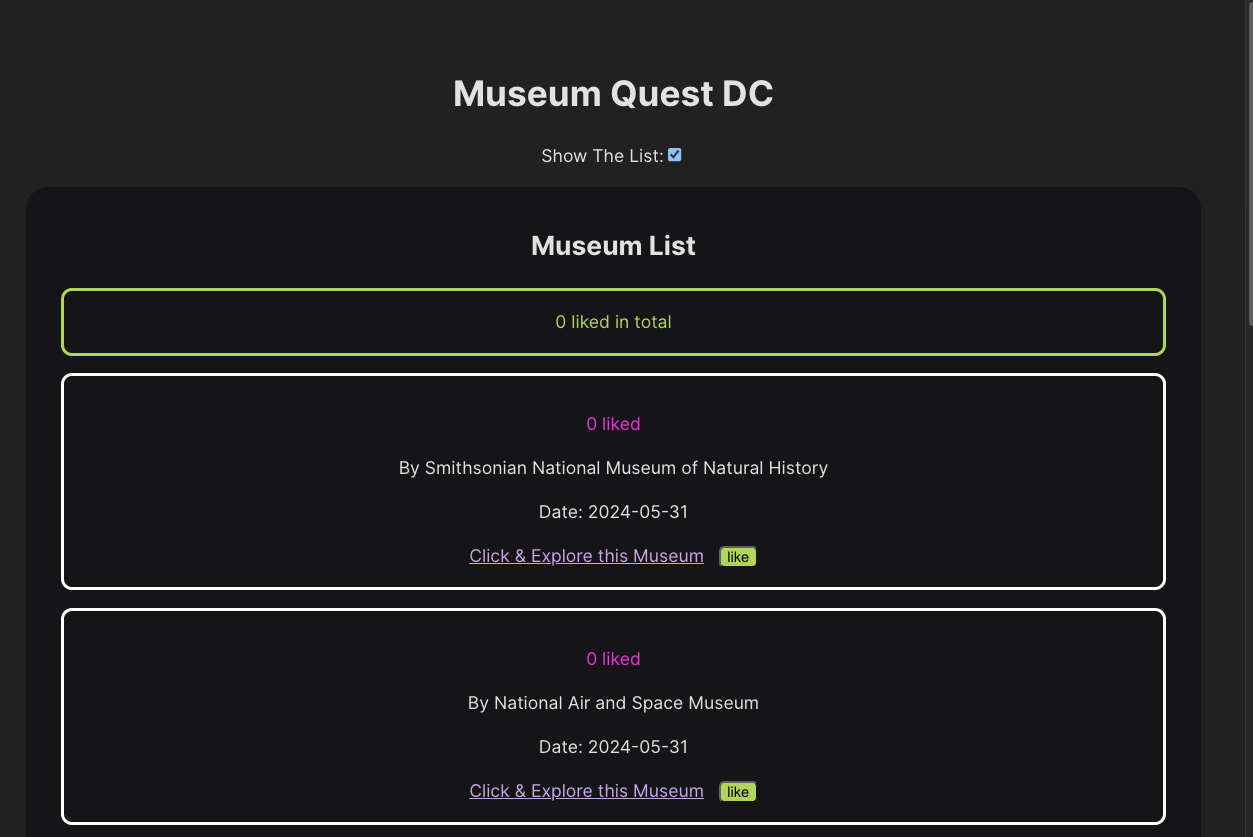 Museum Quest DC
Show The List:
Museum List
0 liked in total
0 liked
By Smithsonian National Museum of Natural History
Date: 2024-05-31
Click & Explore this Museum like
0 liked
By National Air and Space Museum
Date: 2024-05-31
Click & Explore this Museum like